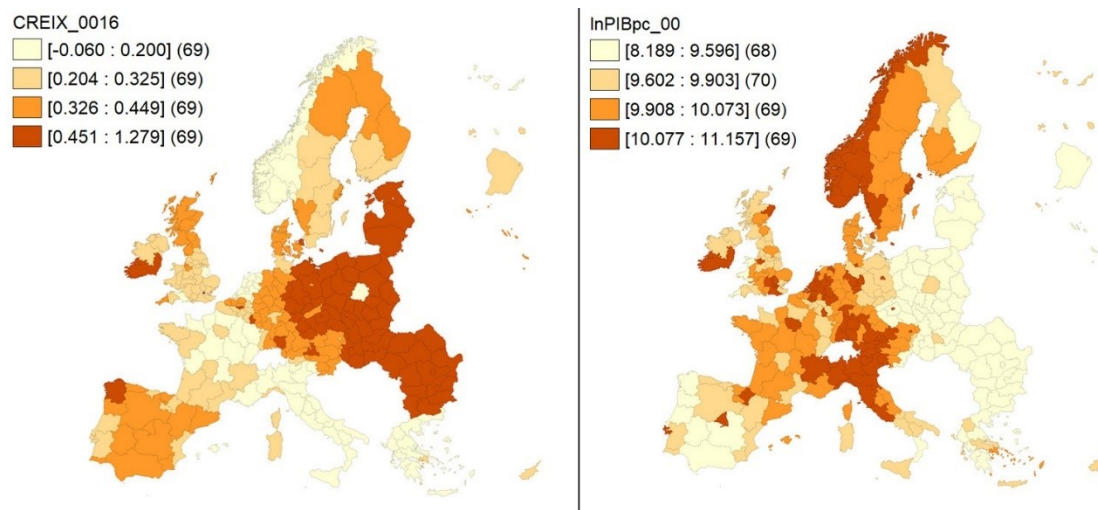 CREIX_0016
[-0.060 : 0.200] (69)
[0.204 : 0.325] (69)
[0.326 : 0.449] (69)
[0.451 : 1.279] (69)
lnPIBpc_00
[8.189 : 9.596] (68)
[9.602 : 9.903] (70)
[9.908 : 10.073] (69)
[10.077 : 11.157] (69)